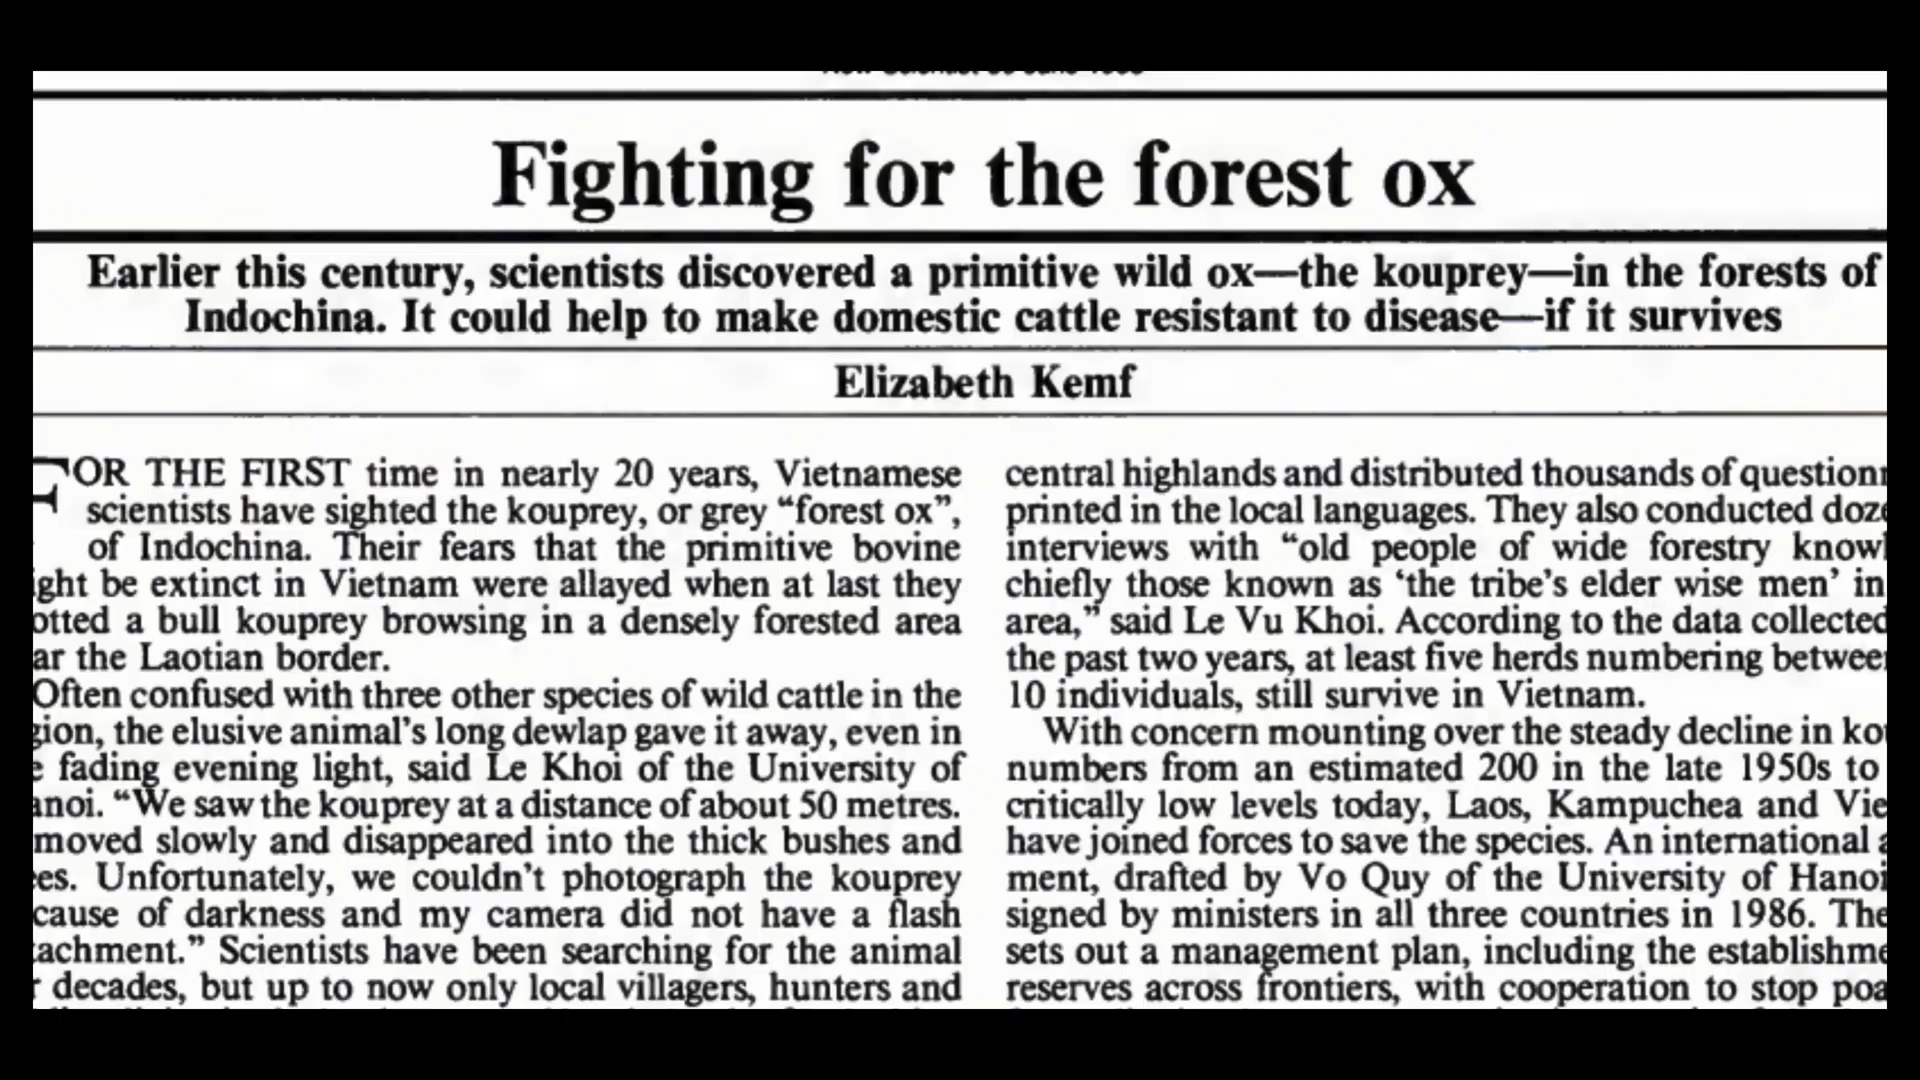 Fighting for the forest ox
Earlier this century, scientists discovered a primitive wild ox—the kouprey—in the forests of
Indochina. It could help to make domestic cattle resistant to disease—if it survives
Elizabeth Kemf
FOR THE FIRST time in nearly 20 years, Vietnamese
scientists have sighted the kouprey, or grey “forest ox”,
of Indochina. Their fears that the primitive bovine
ght be extinct in Vietnam were allayed when at last they
otted a bull kouprey browsing in a densely forested area
ar the Laotian border.
Often confused with three other species of wild cattle in the
gion, the elusive animal’s long dewlap gave it away, even in
e fading evening light, said Le Khoi of the University of
anoi. “We saw the kouprey at a distance of about 50 metres.
moved slowly and disappeared into the thick bushes and
es. Unfortunately, we couldn’t photograph the kouprey
cause of darkness and my camera did not have a flash
tachment.” Scientists have been searching for the animal
r decades, but up to now only local villagers, hunters and
central highlands and distributed thousands of questionn
printed in the local languages. They also conducted doze
interviews with “old people of wide forestry knowl
chiefly those known as ‘the tribe’s elder wise men’ in
area,” said Le Vu Khoi. According to the data collected
the past two years, at least five herds numbering between
10 individuals, still survive in Vietnam.
With concern mounting over the steady decline in kou
numbers from an estimated 200 in the late 1950s to
critically low levels today, Laos, Kampuchea and Vie
have joined forces to save the species. An international a
ment, drafted by Vo Quy of the University of Hanoi
signed by ministers in all three countries in 1986. The
sets out a management plan, including the establishme
reserves across frontiers, with cooperation to stop poa